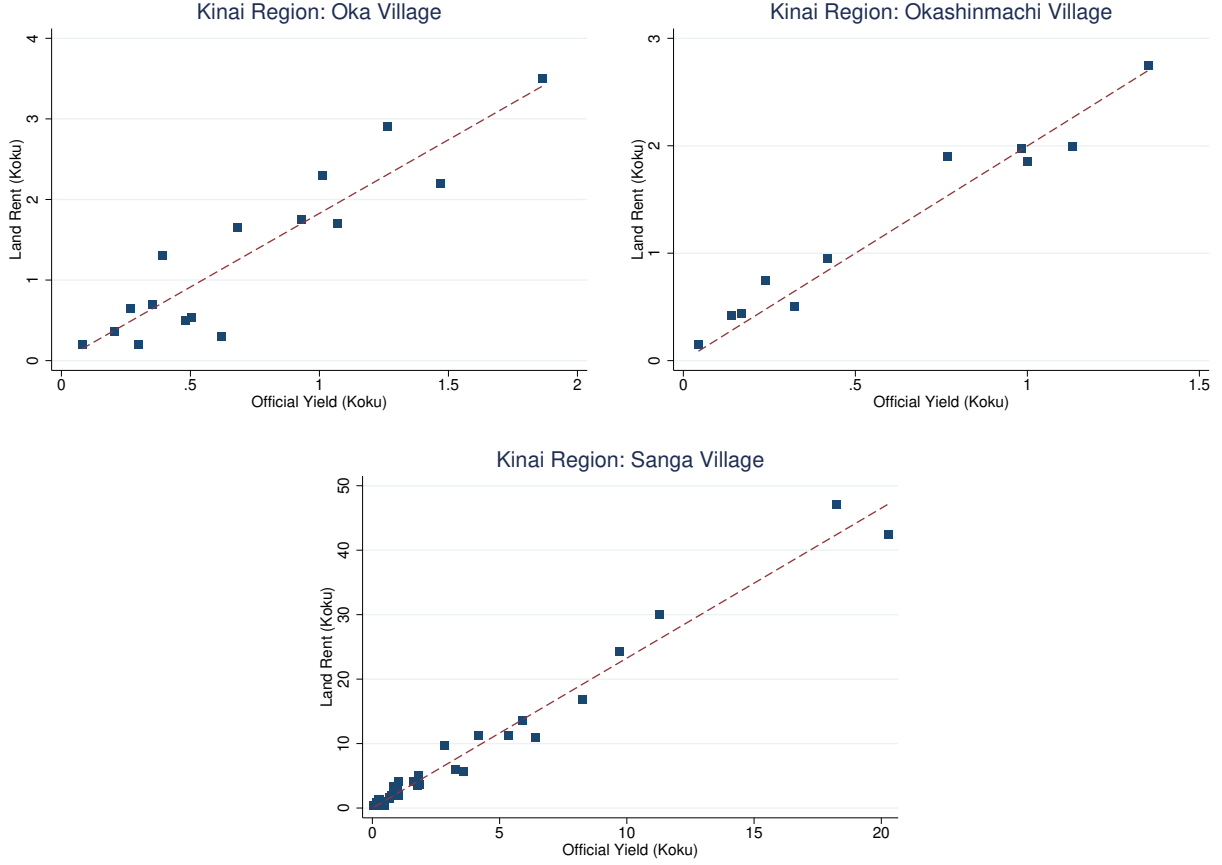 Kinai Region: Oka Village
Land Rent (Koku)
4
3
2
1
0
0 .5 1 1.5 2
Official Yield (Koku)
Kinai Region: Okashinmachi Village
Land Rent (Koku)
3
2
1
0
0 .5 1 1.5
Official Yield (Koku)
Kinai Region: Sanga Village
Land Rent (Koku)
50
40
30
20
10
0
0 5 10 15 20
Official Yield (Koku)